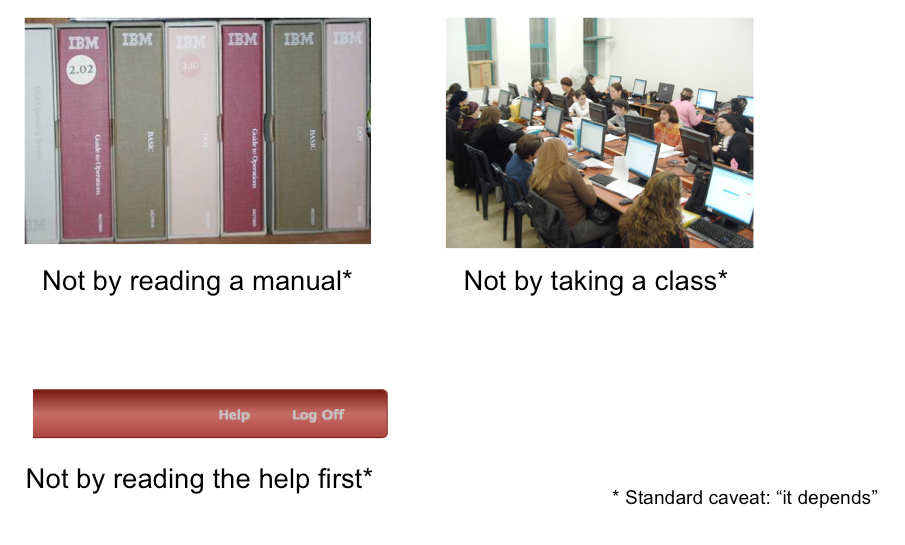 IBM
IBM
IBM
IBM
IBM
IBM
2.02
2.10
BASIC
DOS
Guide to Operations
Guide to Operations
BASIC
DOS
IBM
Not by reading a manual*
Not by taking a class*
Help Log Off
Not by reading the help first*
* Standard caveat: “it depends”